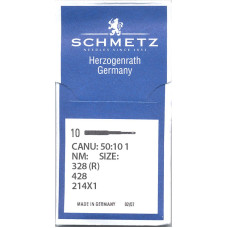 SCHMETZ
Herzogenrath
Germany
10
CANU: 50:10 1
NM: SIZE:
328 (R)
428
214X1
MADE IN GERMANY